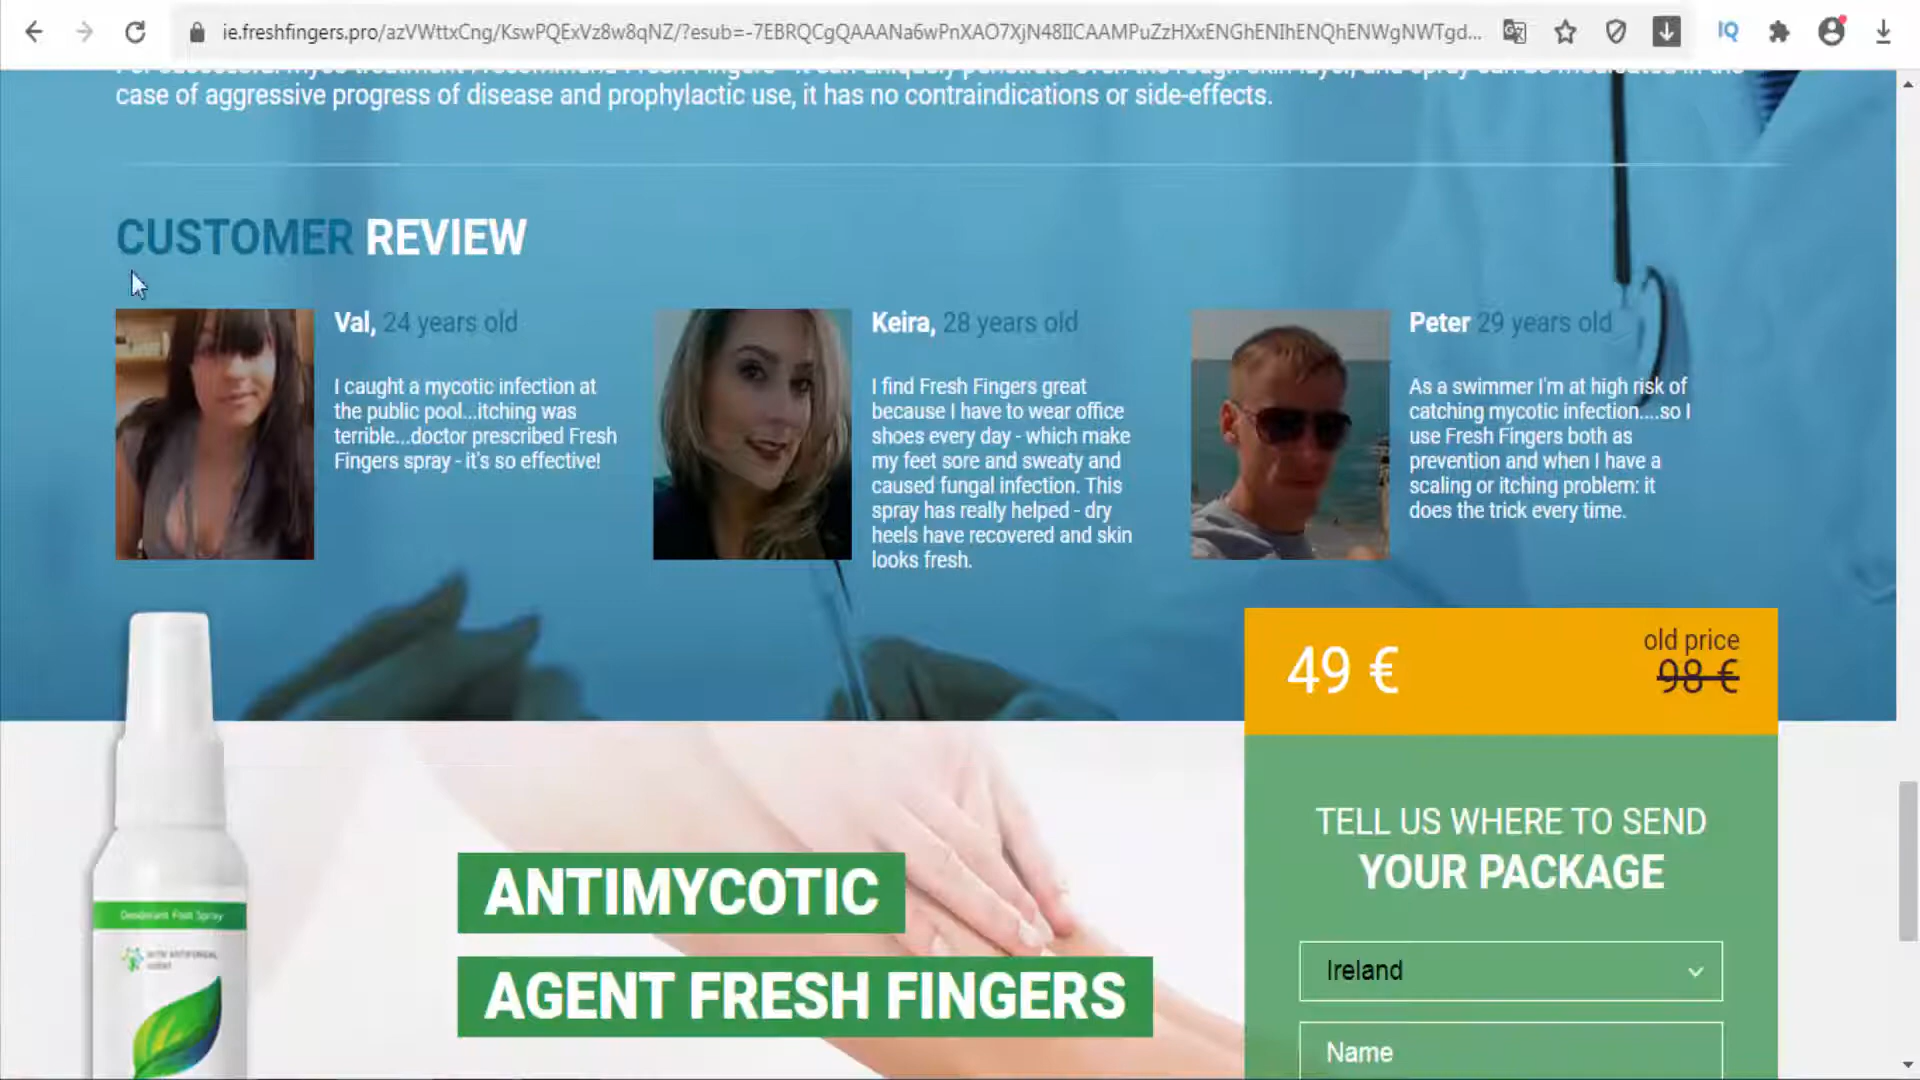 ie.freshfingers.pro/azVWttxCng/KswPQExVz8w8qNZ/?esub=-7EBRQCgQAAANa6wPnXAO7XjN48IICAAMPuZzHXxENGhENIhENQhENWgNWTgd...
IQ
case of aggressive progress of disease and prophylactic use, it has no contraindications or side-effects.
CUSTOMER REVIEW
Val, 24 years old
I caught a mycotic infection at
the public pool...itching was
terrible...doctor prescribed Fresh
Fingers spray - it's so effective!
Keira, 28 years old
I find Fresh Fingers great
because I have to wear office
shoes every day - which make
my feet sore and sweaty and
caused fungal infection. This
spray has really helped - dry
heels have recovered and skin
looks fresh.
Peter 29 years old
As a swimmer I'm at high risk of
catching mycotic infection....so I
use Fresh Fingers both as
prevention and when I have a
scaling or itching problem: it
does the trick every time.
49 €
old price
98 €
TELL US WHERE TO SEND
YOUR PACKAGE
Ireland
Name
Deodorant Foot Spray
WITH ANTIFUNGAL
AGENT
ANTIMYCOTIC
AGENT FRESH FINGERS